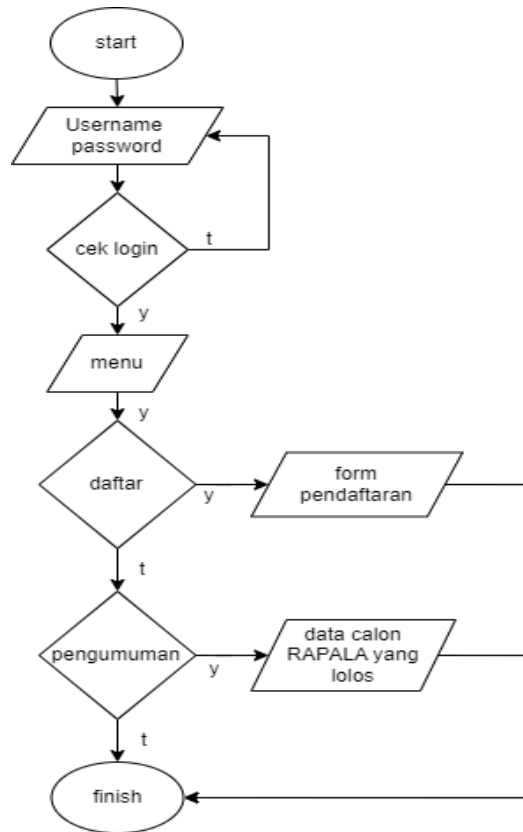 start
Username
password
cek login
t
y
menu
y
daftar
y
form
pendaftaran
t
pengumuman
y
data calon
RAPALA yang
lolos
t
finish